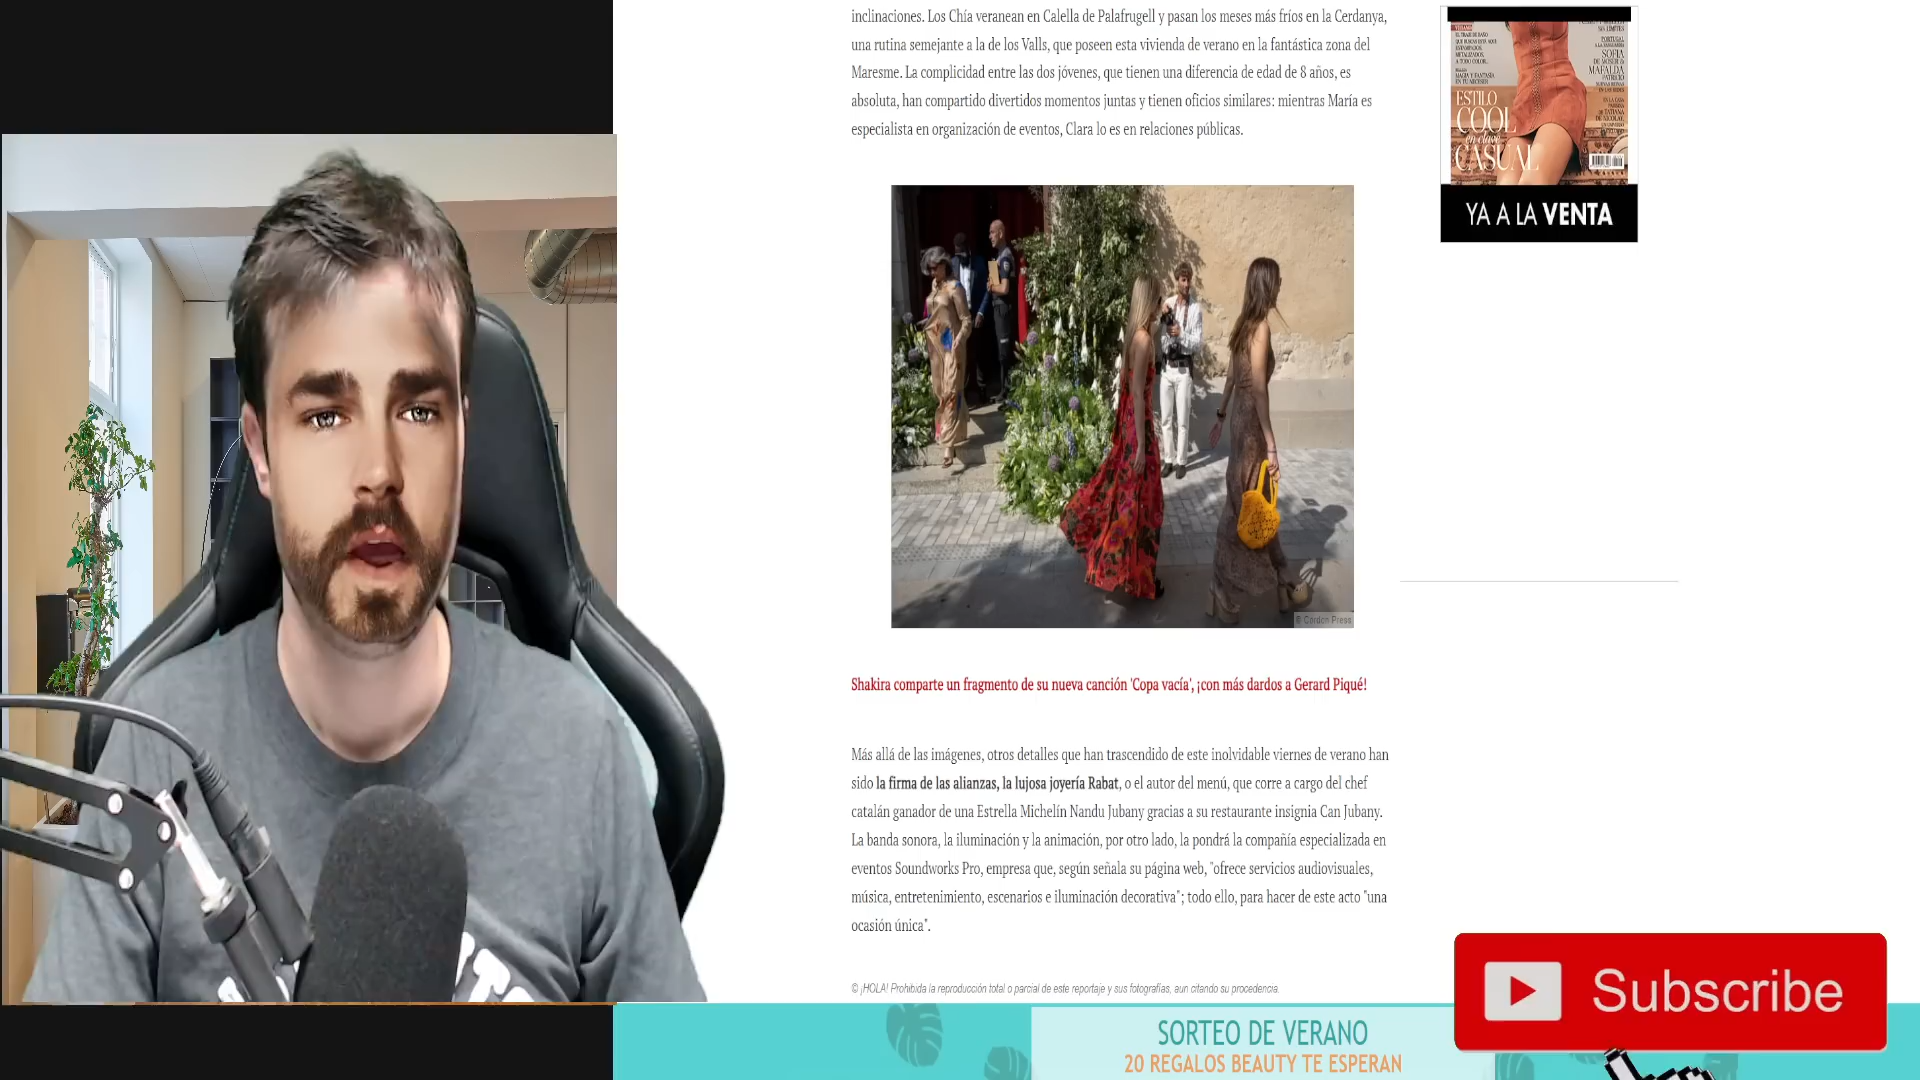 inclinaciones. Los Chía veranean en Calella de Palafrugell y pasan los meses más fríos en la Cerdanya,
una rutina semejante a la de los Valls, que poseen esta vivienda de verano en la fantástica zona del
Maresme. La complicidad entre las dos jóvenes, que tienen una diferencia de edad de 8 años, es
absoluta, han compartido divertidos momentos juntas y tienen oficios similares: mientras María es
especialista en organización de eventos, Clara lo es en relaciones públicas.
© Cordon Press
Shakira comparte un fragmento de su nueva canción 'Copa vacía', ¡con más dardos a Gerard Piqué!
Más allá de las imágenes, otros detalles que han trascendido de este inolvidable viernes de verano han
sido la firma de las alianzas, la lujosa joyería Rabat, o el autor del menú, que corre a cargo del chef
catalán ganador de una Estrella Michelín Nandu Jubany gracias a su restaurante insignia Can Jubany.
La banda sonora, la iluminación y la animación, por otro lado, la pondrá la compañía especializada en
eventos Soundworks Pro, empresa que, según señala su página web, "ofrece servicios audiovisuales,
música, entretenimiento, escenarios e iluminación decorativa"; todo ello, para hacer de este acto "una
ocasión única".
© ¡HOLA! Prohibida la reproducción total o parcial de este reportaje y sus fotografías, aun citando su procedencia.
ESTILO
COOL
en clave
CASUAL
SOFIA
MAFALDA
YA A LA VENTA
SORTEO DE VERANO
20 REGALOS BEAUTY TE ESPERAN
Subscribe